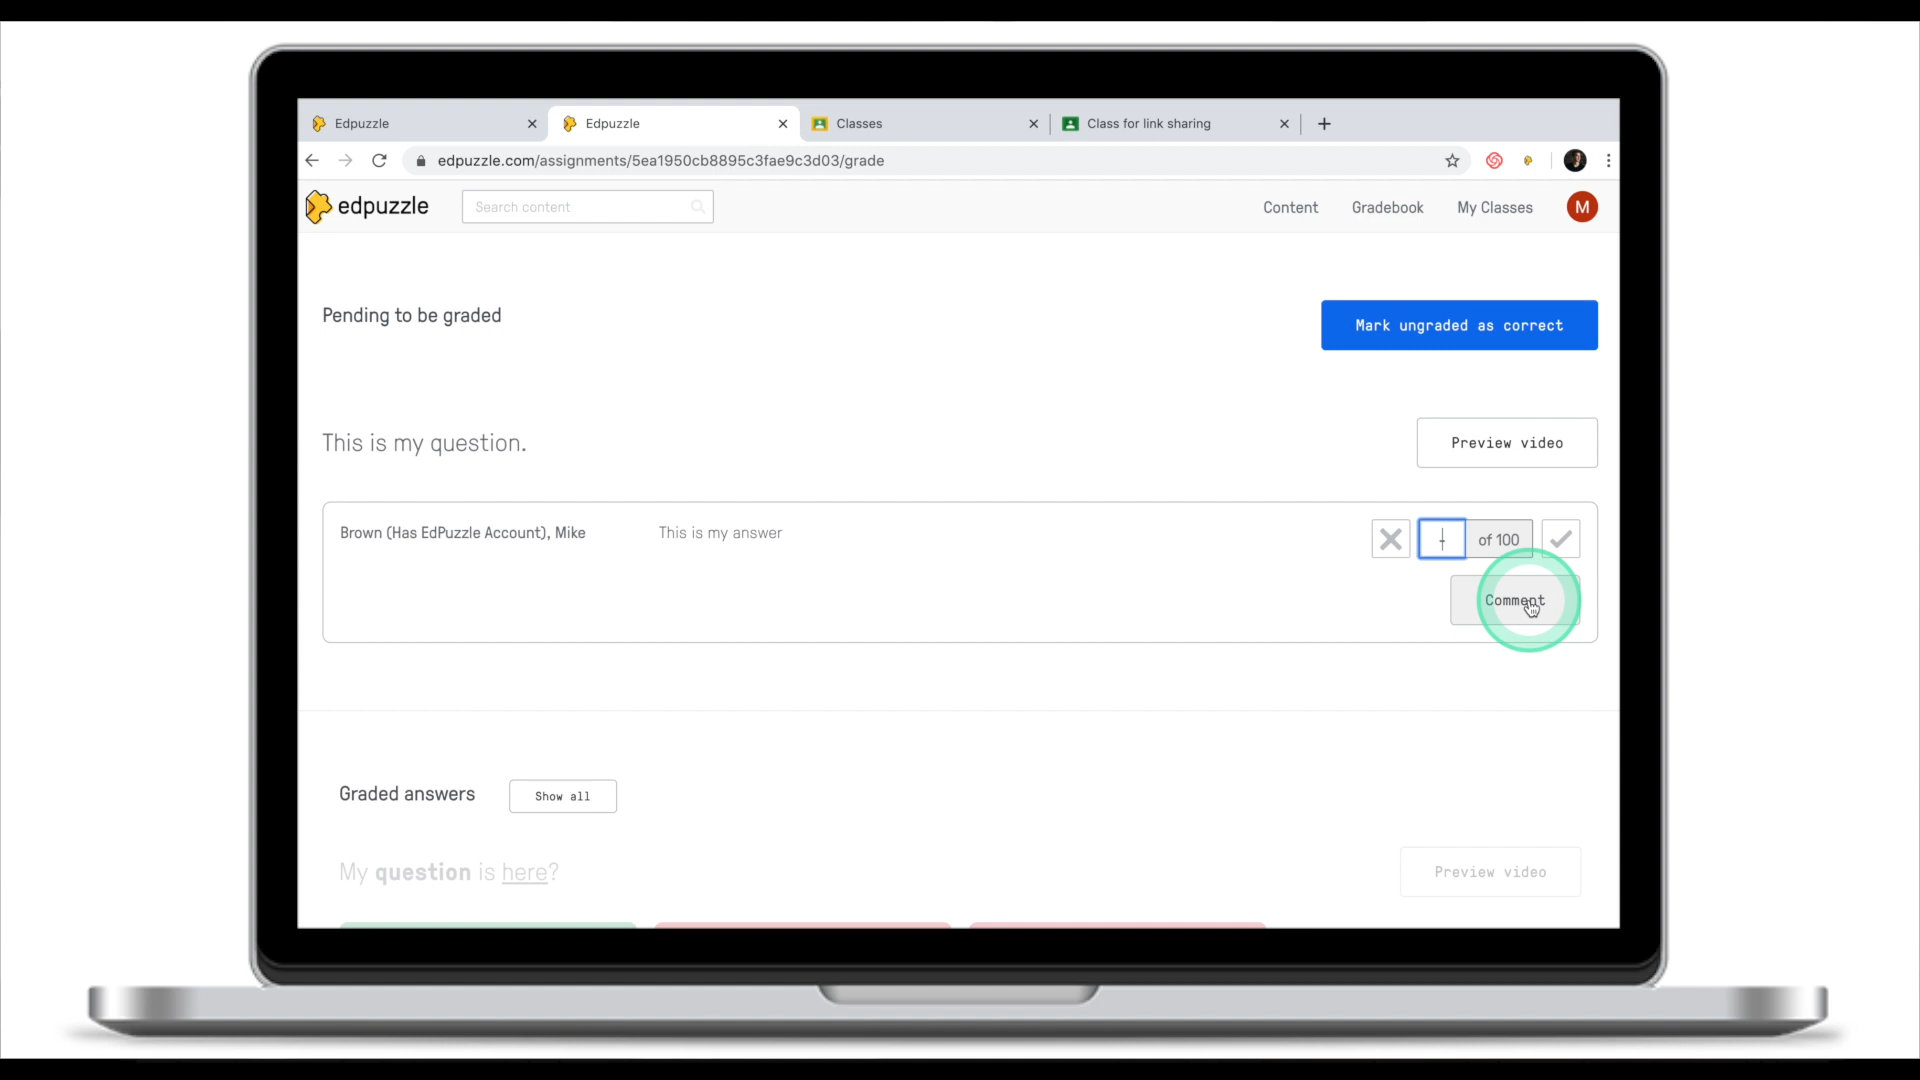 Edpuzzle
Edpuzzle
Classes
Class for link sharing
edpuzzle.com/assignments/5ea1950cb8895c3fae9c3d03/grade
edpuzzle
Search content
Content
Gradebook
My Classes
M
Pending to be graded
Mark ungraded as correct
This is my question.
Preview video
Brown (Has EdPuzzle Account), Mike
This is my answer
of 100
Comment
Graded answers
Show all
My question is here?
Preview video